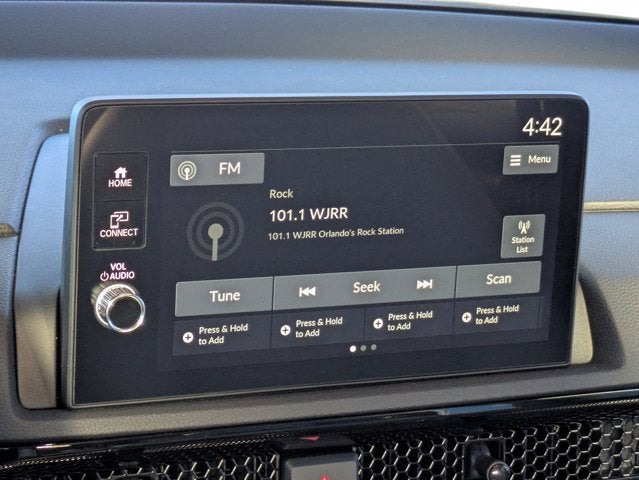 4:42
FM
Menu
HOME
Rock
101.1 WJRR
101.1 WJRR Orlando's Rock Station
CONNECT
Station
List
VOL
AUDIO
Tune
Seek
Scan
Press & Hold
to Add
Press & Hold
to Add
Press & Hold
to Add
Press & Hold
to Add